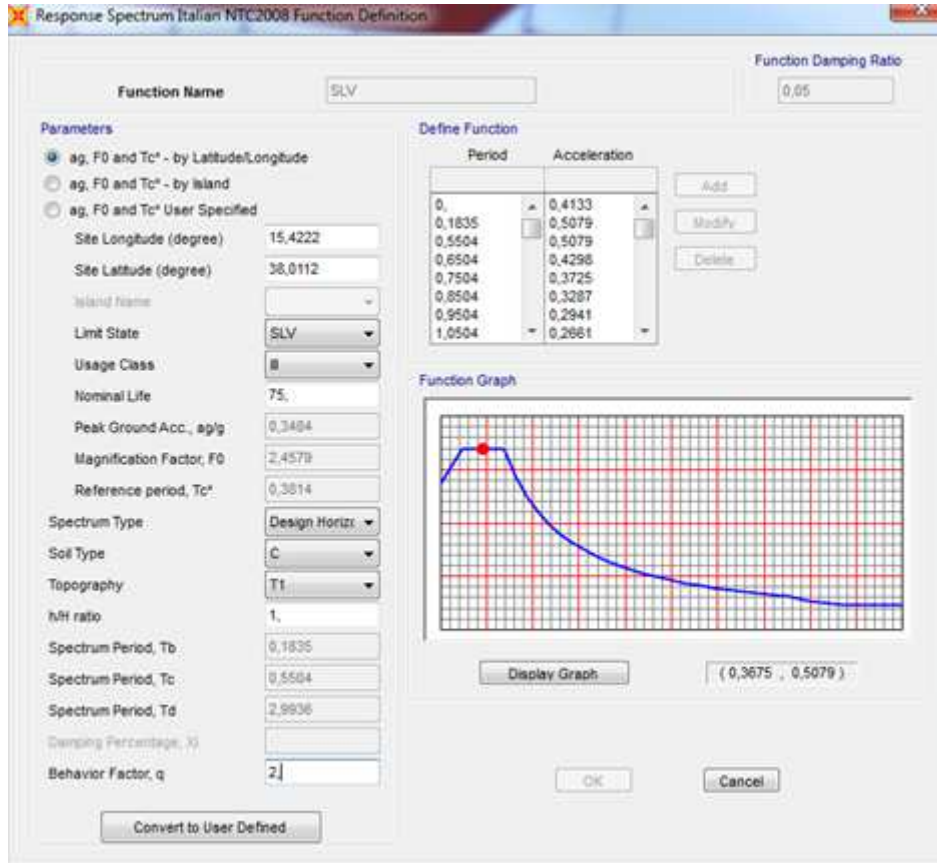 Response Spectrum Italian NTC2008 Function Definition
Function Damping Ratio
Function Name SLV 0,05
Parameters
ag, F0 and Tc* - by Latitude/Longitude
ag, F0 and Tc* - by Island
ag, F0 and Tc* User Specified
Site Longitude (degree) 15,4222
Site Latitude (degree) 38,0112
Island Name
Limit State SLV
Usage Class
Nominal Life 75,
Peak Ground Acc., ag/g 0,3484
Magnification Factor, F0 2,4579
Reference period, Tc* 0,3814
Spectrum Type Design Horizc
Soil Type C
Topography T1
h/H ratio 1,
Spectrum Period, Tb 0,1835
Spectrum Period, Tc 0,5504
Spectrum Period, Td 2,9936
Damping Percentage, Xi
Behavior Factor, q 2,
Convert to User Defined
Define Function
Period Acceleration
0, 0,4133
0,1835 0,5079
0,5504 0,5079
0,6504 0,4298
0,7504 0,3725
0,8504 0,3287
0,9504 0,2941
1,0504 0,2661
Add
Modify
Delete
Function Graph
Display Graph ( 0,3675 , 0,5079 )
OK Cancel